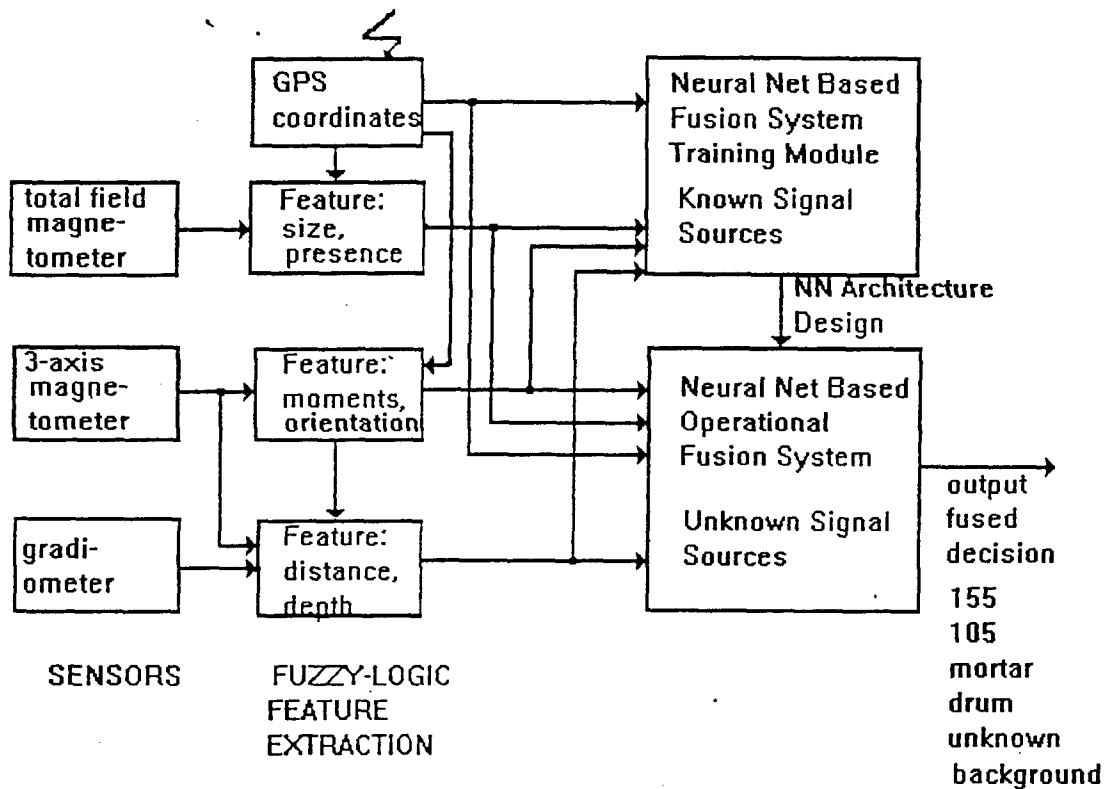 GPS
coordinates
total field
magne-
tometer
Feature:
size,
presence
3-axis
magne-
tometer
Feature:
moments,
orientation
gradi-
ometer
Feature:
distance,
depth
SENSORS
FUZZY-LOGIC
FEATURE
EXTRACTION
Neural Net Based
Fusion System
Training Module
Known Signal
Sources
NN Architecture
Design
Neural Net Based
Operational
Fusion System
Unknown Signal
Sources
output
fused
decision
155
105
mortar
drum
unknown
background